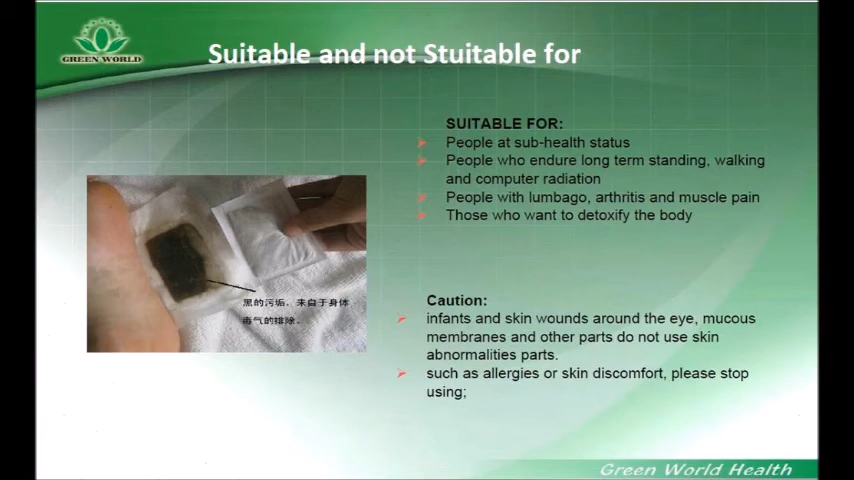 GREEN WORLD
Suitable and not Stuitable for
SUITABLE FOR:
People at sub-health status
People who endure long term standing, walking
and computer radiation
People with lumbago, arthritis and muscle pain
Those who want to detoxify the body
黑的污垢，来自于身体
毒气的排除。
Caution:
infants and skin wounds around the eye, mucous
membranes and other parts do not use skin
abnormalities parts.
such as allergies or skin discomfort, please stop
using;
Green World Health